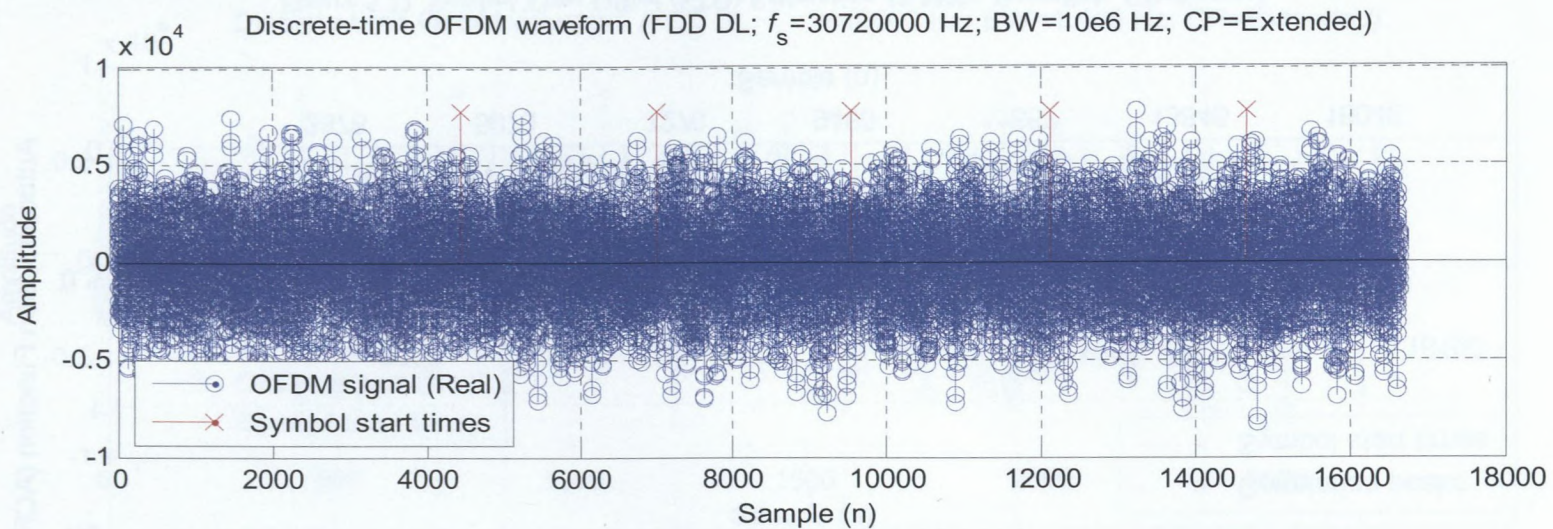 Discrete-time OFDM waveform (FDD DL; fs=30720000 Hz; BW=10e6 Hz; CP=Extended)
x 10^4
1
0.5
0
-0.5
-1
Amplitude
OFDM signal (Real)
Symbol start times
0 2000 4000 6000 8000 10000 12000 14000 16000 18000
Sample (n)